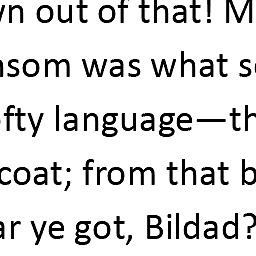 wn out of that! M
nsom was what s
fty language—th
coat; from that b
ar ye got, Bildad?